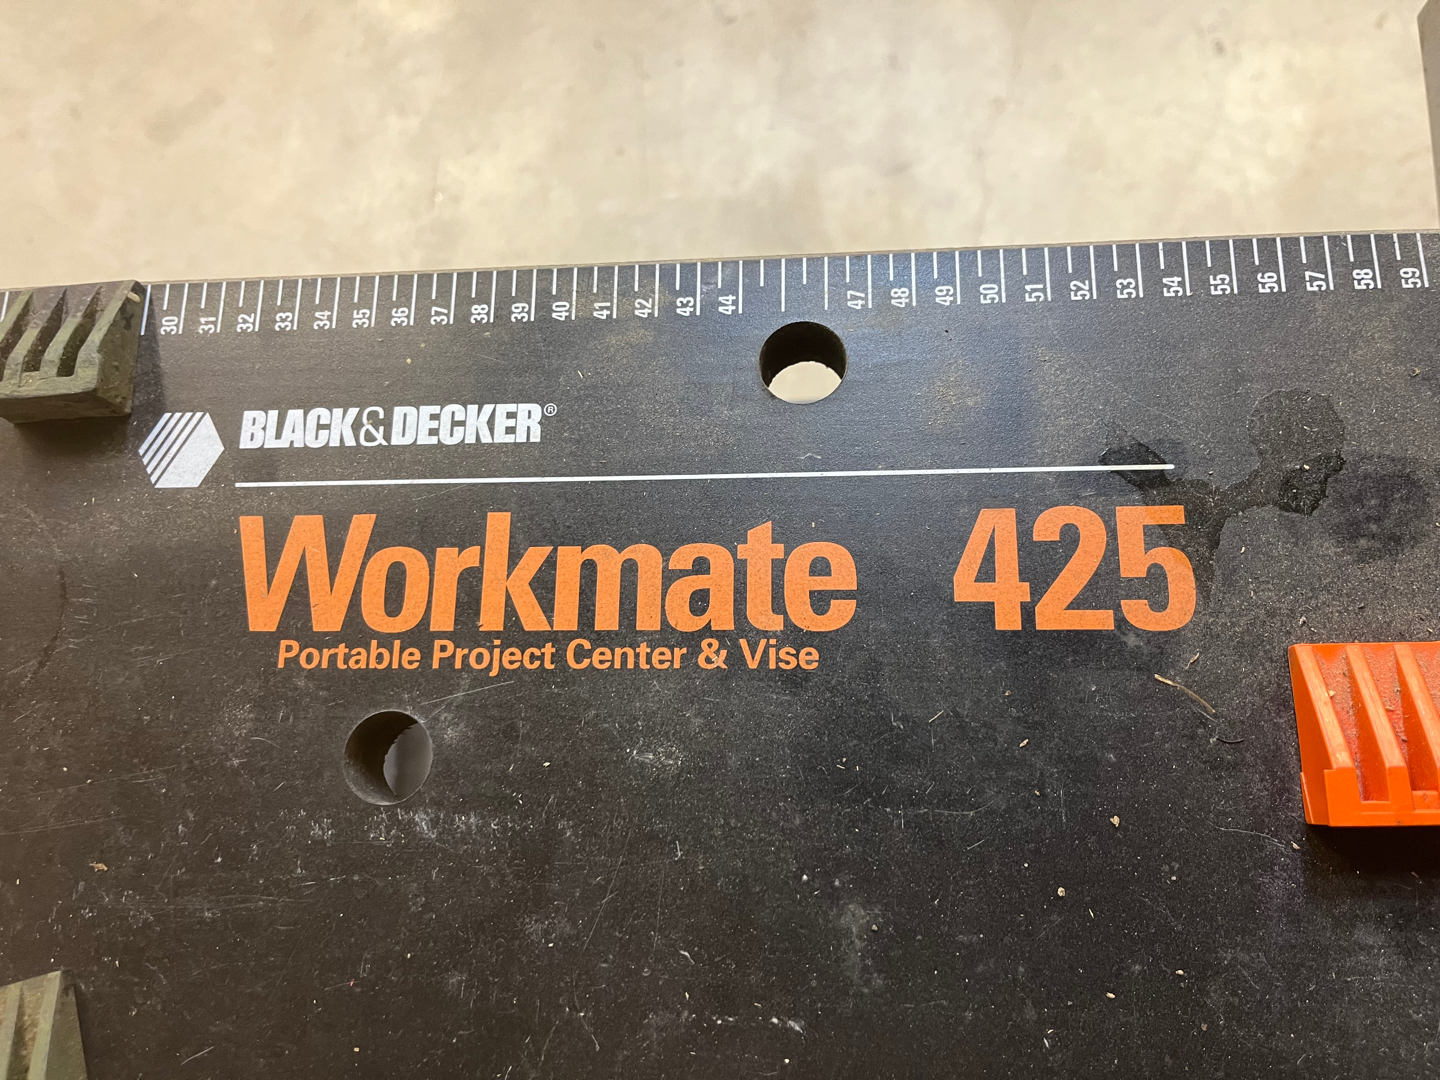 30 31 32 33 34 35 36 37 38 39 40 41 42 43 44 47 48 49 50 51 52 53 54 55 56 57 58 59
BLACK&DECKER®
Workmate 425
Portable Project Center & Vise